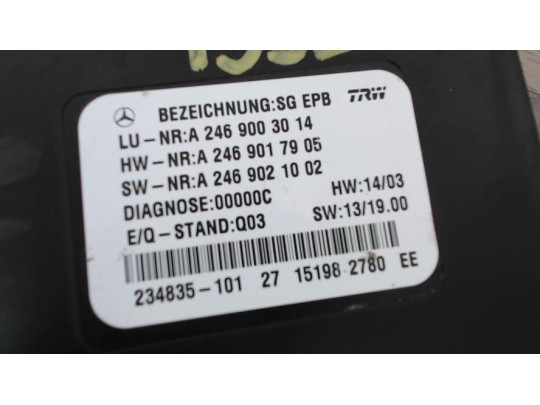 BEZEICHNUNG:SG EPB TRW
LU-NR:A 246 900 30 14
HW-NR:A 246 901 79 05
SW-NR:A 246 902 10 02
DIAGNOSE:00000C HW:14/03
E/Q-STAND:Q03 SW:13/19.00
234835-101 27 15198 2780 EE